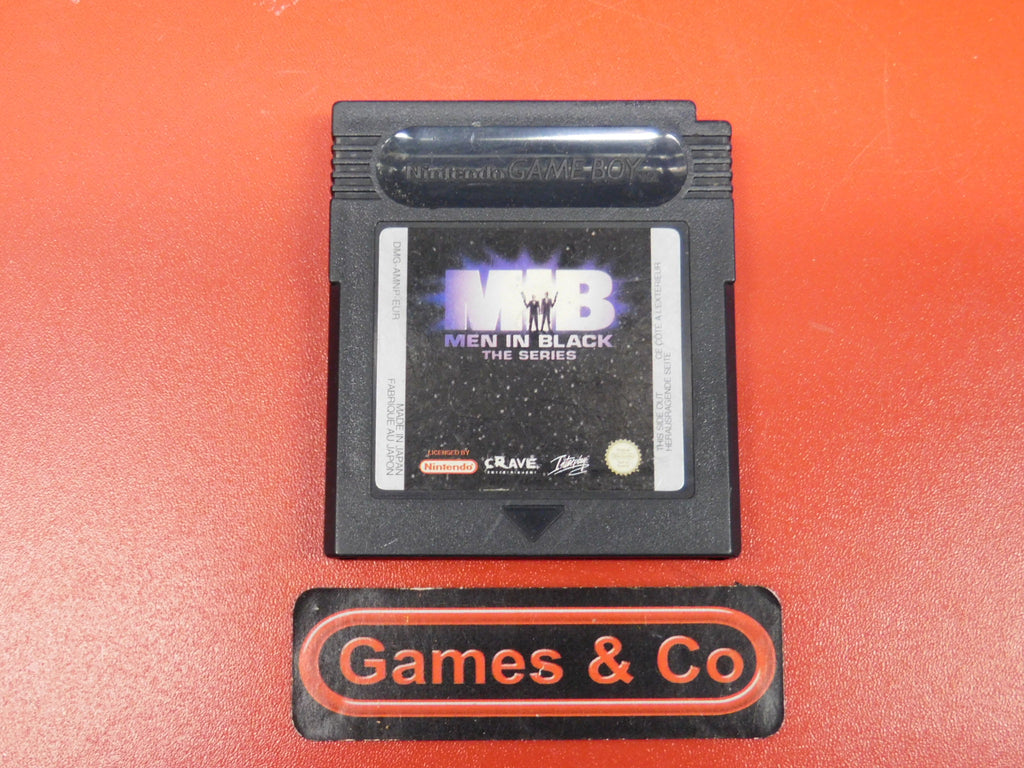 Nintendo GAME BOY
DMG-AMNP-EUR
MADE IN JAPAN
FABRIQUÉ AU JAPON
MIB
MEN IN BLACK
THE SERIES
LICENSED BY
Nintendo
CRAVE
ENTERTAINMENT
Interplay
THIS SIDE OUT CE CÔTÉ A L'EXTÉRIEUR
HERAUSRAGENDE SEITE
Games & Co